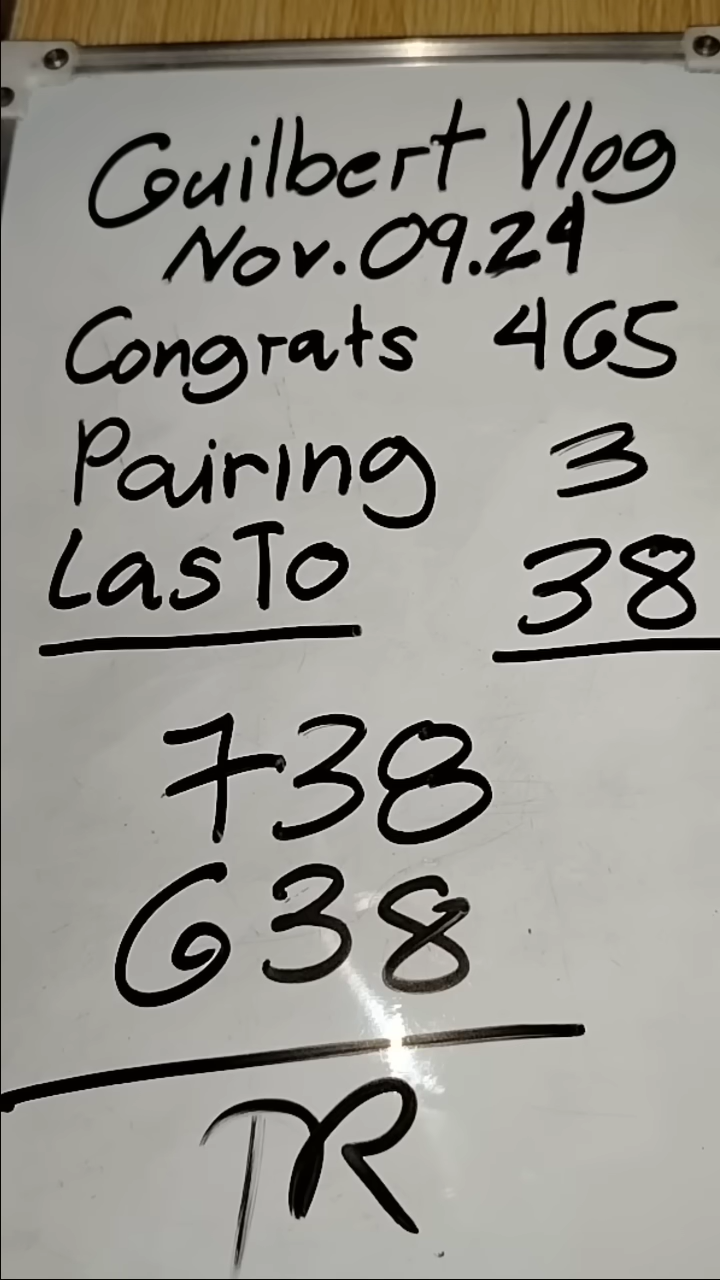 Guilbert Vlog
Nov.09.24
Congrats 465
Pairing 3
LasTo 38
738
638
TR